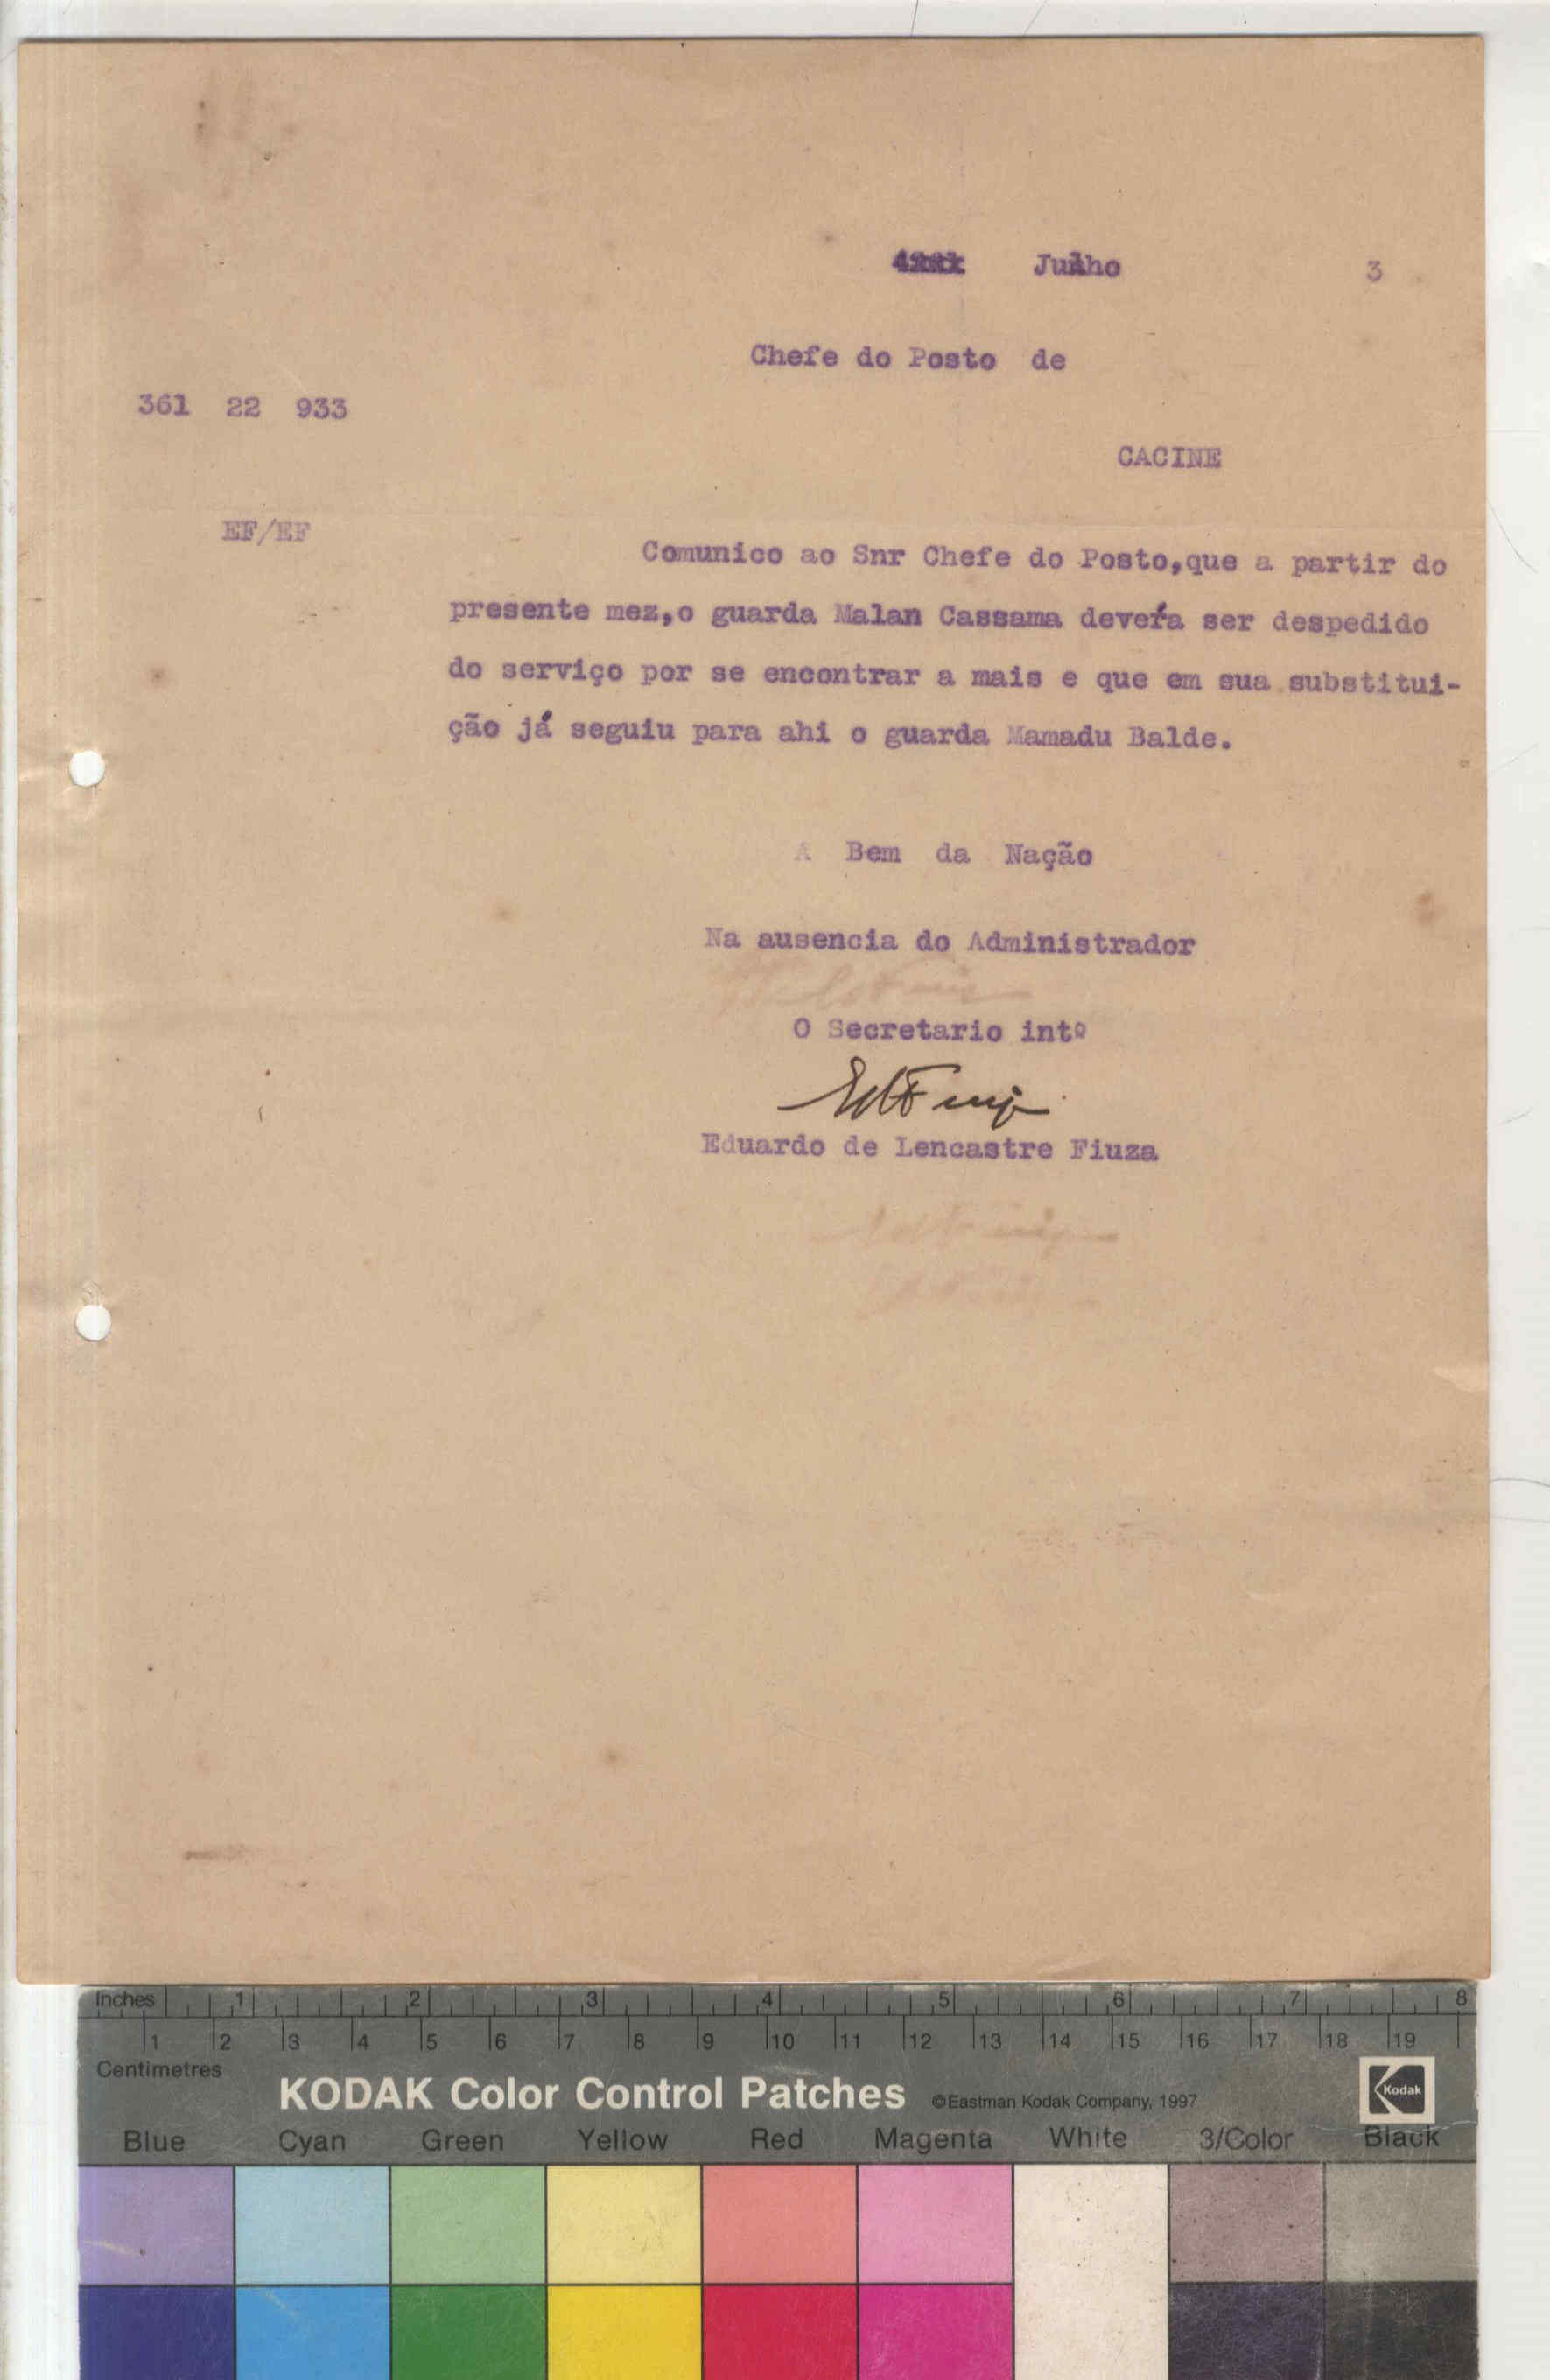 Chefe do Posto de
3
361 22 933
CACINE
EF/EF
Comunico ao Snr Chefe do Posto,que a partir do
presente mez,o guarda Malan Cassama deverá ser despedido
do serviço por se encontrar a mais e que em sua substitui-
ção já seguiu para ahi o guarda Mamadu Balde.
A Bem da Nação
Na ausencia do Administrador
O Secretario intº
Eduardo de Lencastre Fiuza
Inches 1 2 3 4 5 6 7 8
1 2 3 4 5 6 7 8 9 10 11 12 13 14 15 16 17 18 19
Centimetres
KODAK Color Control Patches ©Eastman Kodak Company, 1997 Kodak
Blue Cyan Green Yellow Red Magenta White 3/Color Black